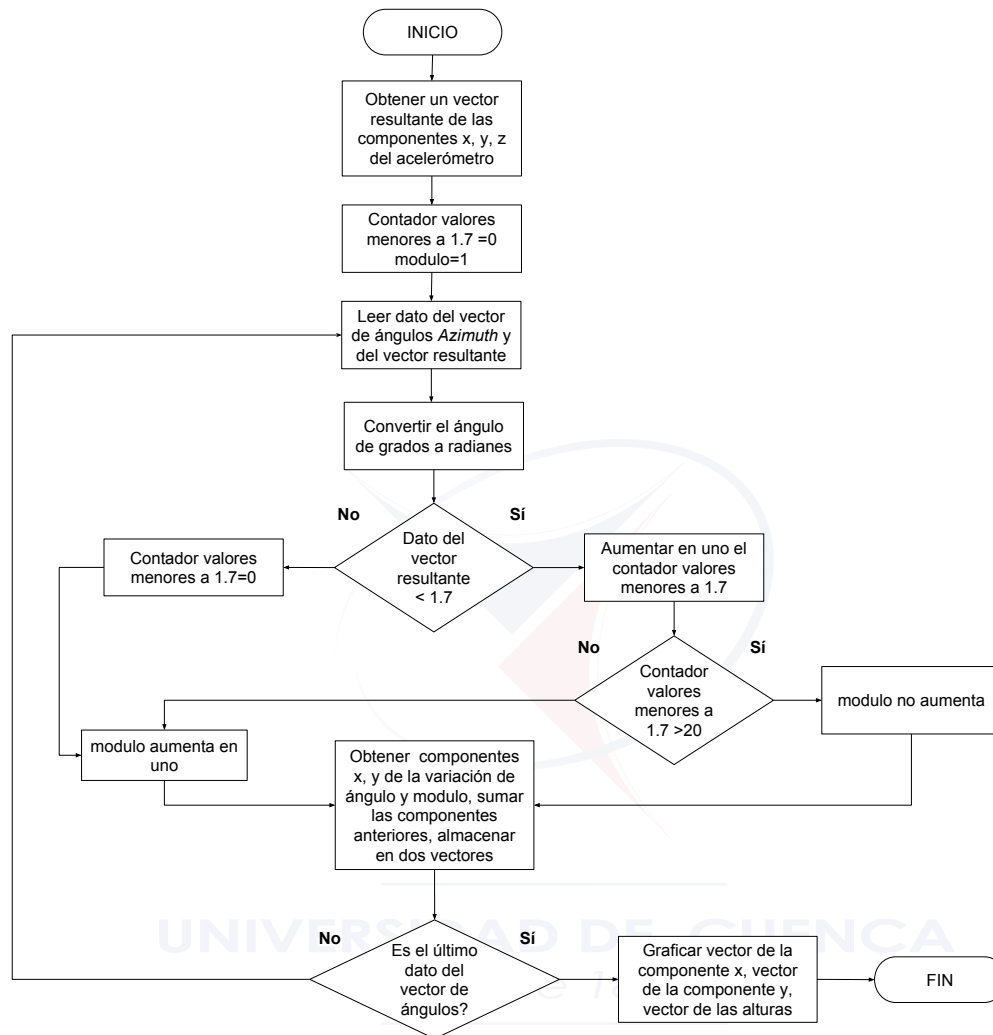 INICIO
Obtener un vector
resultante de las
componentes x, y, z
del acelerómetro
Contador valores
menores a 1.7 =0
modulo=1
Leer dato del vector
de ángulos Azimuth y
del vector resultante
Convertir el ángulo
de grados a radianes
No
Sí
Dato del
vector
resultante
< 1.7
Contador valores
menores a 1.7=0
Aumentar en uno el
contador valores
menores a 1.7
No
Sí
Contador
valores
menores a
1.7 >20
modulo no aumenta
modulo aumenta en
uno
Obtener componentes
x, y de la variación de
ángulo y modulo, sumar
las componentes
anteriores, almacenar
en dos vectores
UNIVERSIDAD DE CUENCA
No
Sí
Es el último
dato del
vector de
ángulos?
Graficar vector de la
componente x, vector
de la componente y,
vector de las alturas
FIN